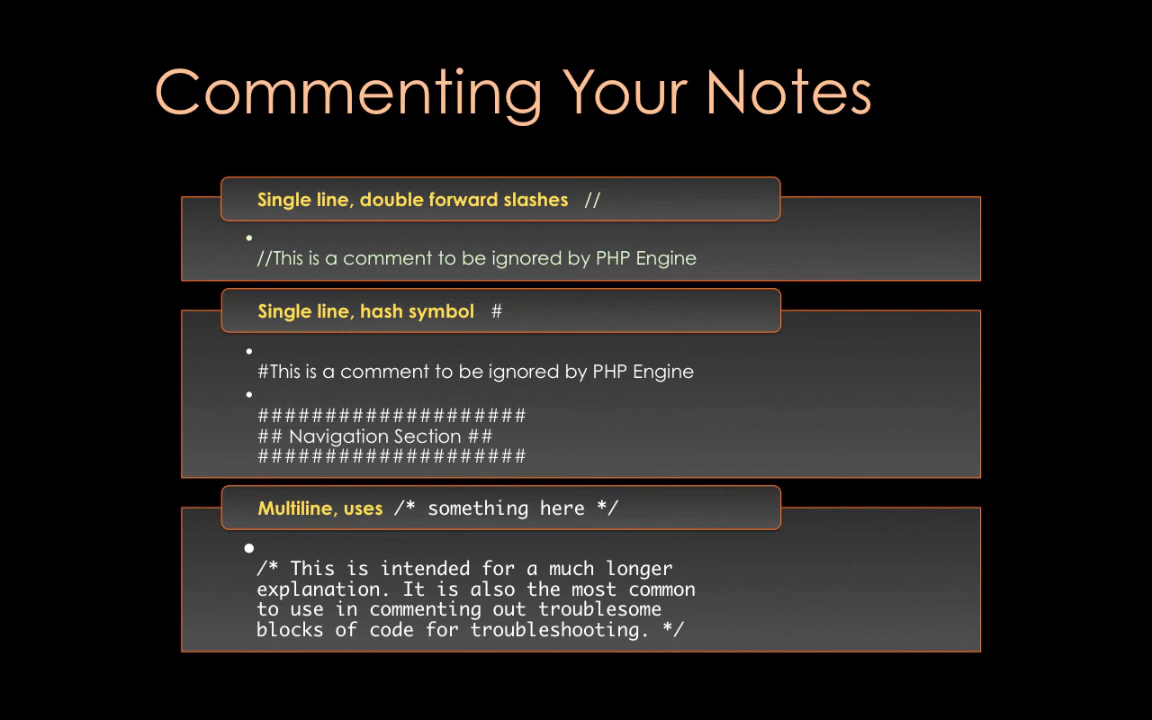 Commenting Your Notes
Single line, double forward slashes //
//This is a comment to be ignored by PHP Engine
Single line, hash symbol #
#This is a comment to be ignored by PHP Engine
####################
## Navigation Section ##
####################
Multiline, uses /* something here */
/* This is intended for a much longer
explanation. It is also the most common
to use in commenting out troublesome
blocks of code for troubleshooting. */